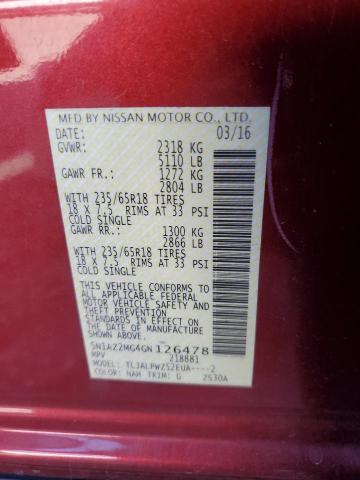 MFD BY NISSAN MOTOR CO., LTD.
DATE: 03/16
GVWR: 2318 KG
5110 LB
GAWR FR.: 1272 KG
2804 LB
WITH 235/65R18 TIRES
18 X 7.5 RIMS AT 33 PSI
COLD SINGLE
GAWR RR.: 1300 KG
2866 LB
WITH 235/65R18 TIRES
18 X 7.5 RIMS AT 33 PSI
COLD SINGLE
THIS VEHICLE CONFORMS TO
ALL APPLICABLE U.S. FEDERAL
MOTOR VEHICLE SAFETY AND
THEFT PREVENTION
STANDARDS IN EFFECT ON THE
DATE OF MANUFACTURE
SHOWN ABOVE.
5N1AZ2MG4GN126478
MPV 218881
MODEL: TLJALPWZ52EUA----2
COLOR: NAH TRIM: G 2530A